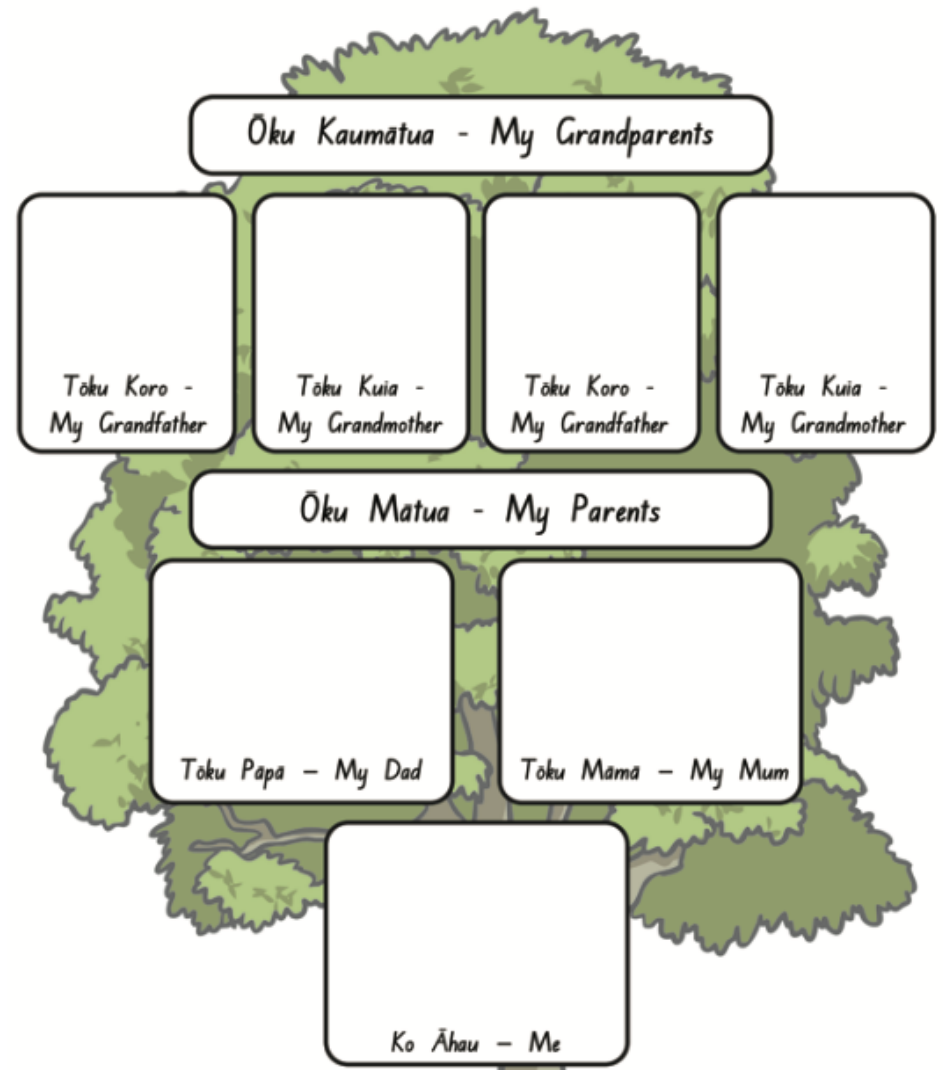 Ōku Kaumātua - My Grandparents
Tōku Koro -
My Grandfather
Tōku Kuia -
My Grandmother
Tōku Koro -
My Grandfather
Tōku Kuia -
My Grandmother
Ōku Mātua - My Parents
Tōku Pāpā – My Dad
Tōku Māmā – My Mum
Ko Āhau – Me